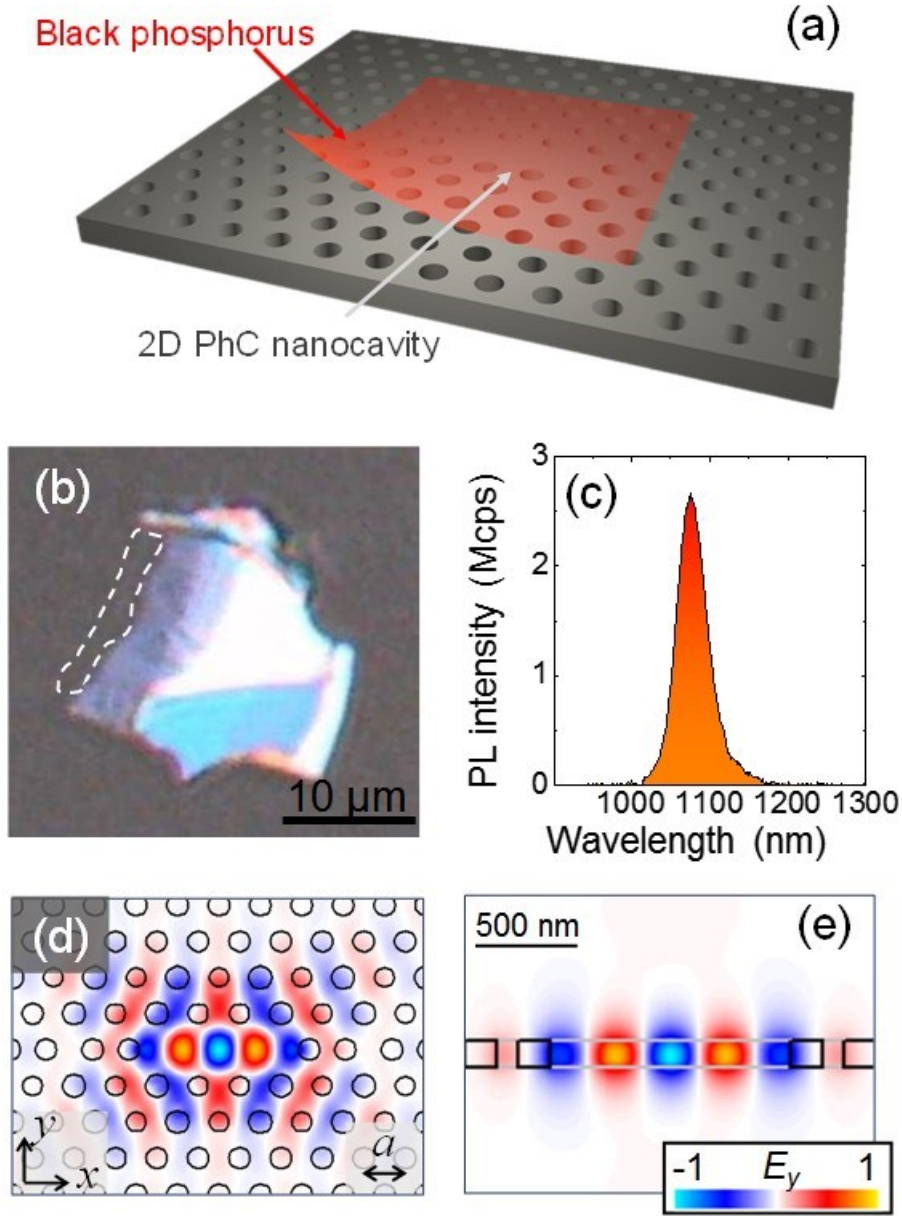 (a)
Black phosphorus
2D PhC nanocavity
(b)
10 µm
(c)
PL intensity (Mcps)
3
2
1
0
1000 1100 1200 1300
Wavelength (nm)
(d)
y
x
a
(e)
500 nm
-1 Ey 1